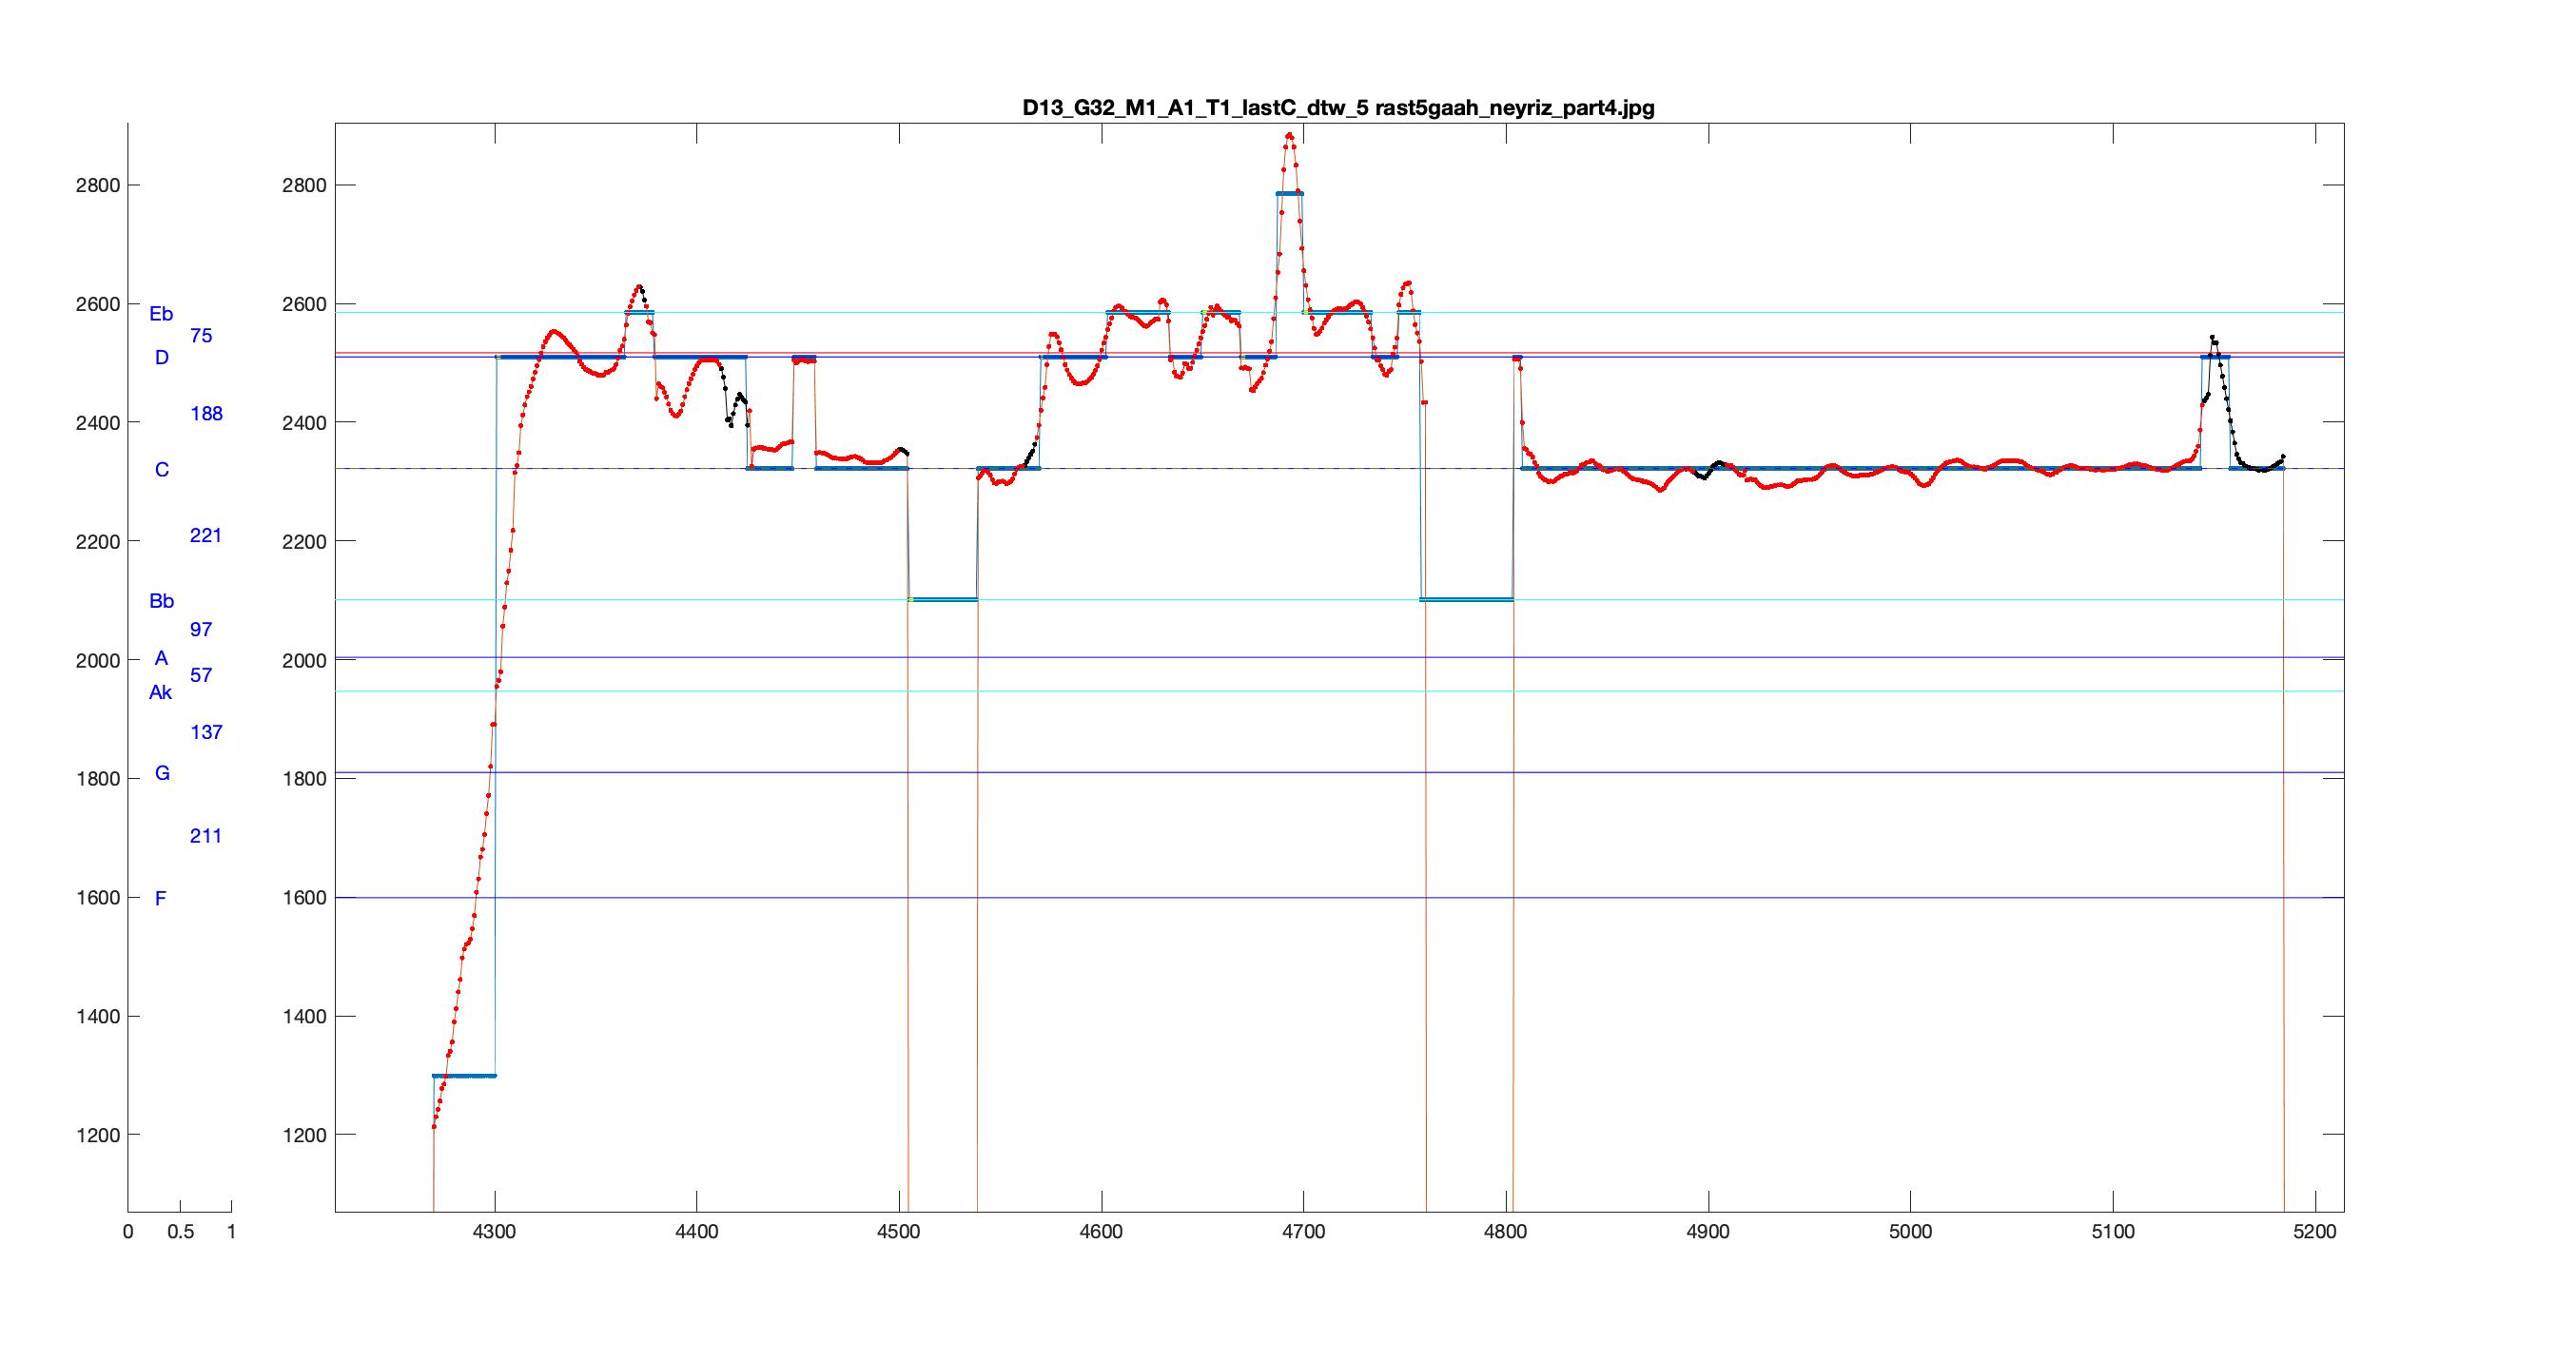 D13_G32_M1_A1_T1_lastC_dtw_5 rast5gaah_neyriz_part4.jpg
2800 2800
2600 2600
Eb
75
D
188
2400 2400
C
221
2200 2200
Bb
97
2000 A 2000
57
Ak
137
1800 G 1800
211
1600 F 1600
1400 1400
1200 1200
0 0.5 1 4300 4400 4500 4600 4700 4800 4900 5000 5100 5200